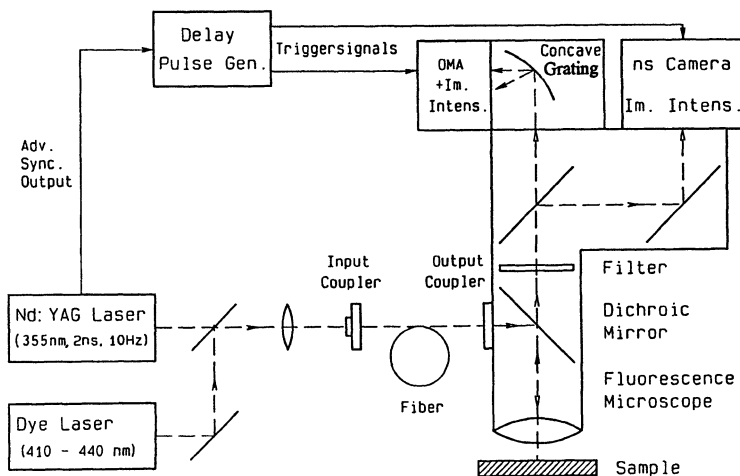 Delay
Pulse Gen.
Triggersignals
OMA
+Im.
Intens.
Concave
Grating
ns Camera
Im. Intens.
Adv.
Sync.
Output
Input
Coupler
Output
Coupler
Filter
Nd: YAG Laser
(355nm, 2ns, 10Hz)
Dichroic
Mirror
Fiber
Fluorescence
Microscope
Dye Laser
(410 - 440 nm)
Sample